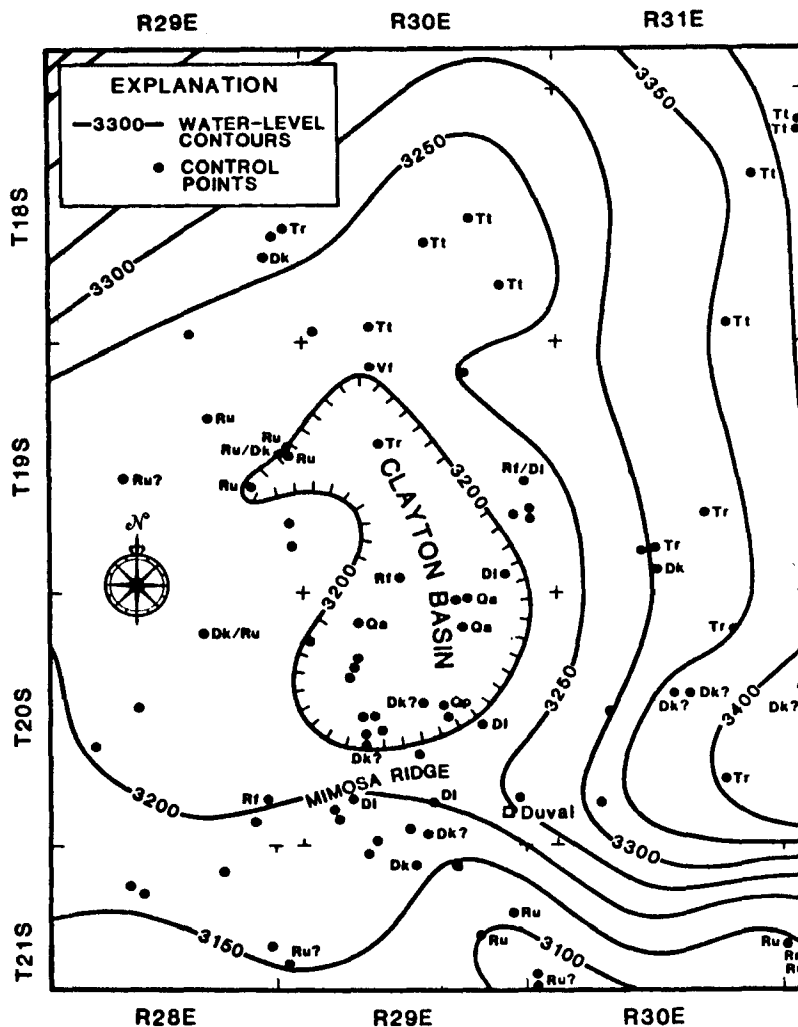 R29E R30E R31E
EXPLANATION
3300 WATER-LEVEL
CONTOURS
CONTROL
POINTS
3350
Tt
Tt
3250
Tt
T18S
Tr
Tt
Dk
Tt
3300
Tt
Tt
Tt
Vf
Ru
Ru
Ru/Dk
Ru
Tr
T19S
Ru?
Ru
3200
Rf/Dl
CLAYTON BASIN
Tr
N
Tr
Dk
3200
Rf
Dl
Qa
Qa
Qa
Dk/Ru
Tr
3250
Dk?
Dk?
3400
Dk?
T20S
Dk?
Qp
Dl
Dk?
Tr
3200
Rf
MIMOSA RIDGE
Dl
Dl
Duval
3300
Dk?
Dk
T21S
3150
Ru?
Ru
Ru
3100
Ru?
Ru
R28E R29E R30E